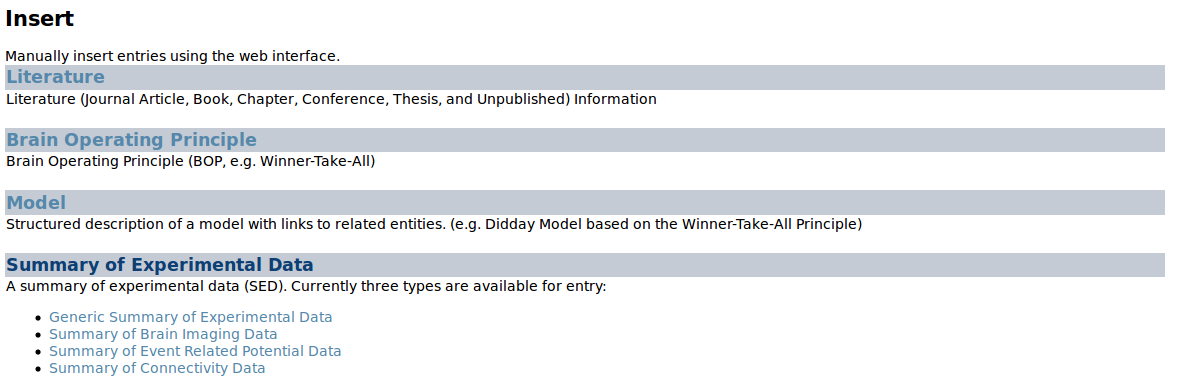 Insert
Manually insert entries using the web interface.
Literature
Literature (Journal Article, Book, Chapter, Conference, Thesis, and Unpublished) Information
Brain Operating Principle
Brain Operating Principle (BOP, e.g. Winner-Take-All)
Model
Structured description of a model with links to related entities. (e.g. Didday Model based on the Winner-Take-All Principle)
Summary of Experimental Data
A summary of experimental data (SED). Currently three types are available for entry:
Generic Summary of Experimental Data
Summary of Brain Imaging Data
Summary of Event Related Potential Data
Summary of Connectivity Data